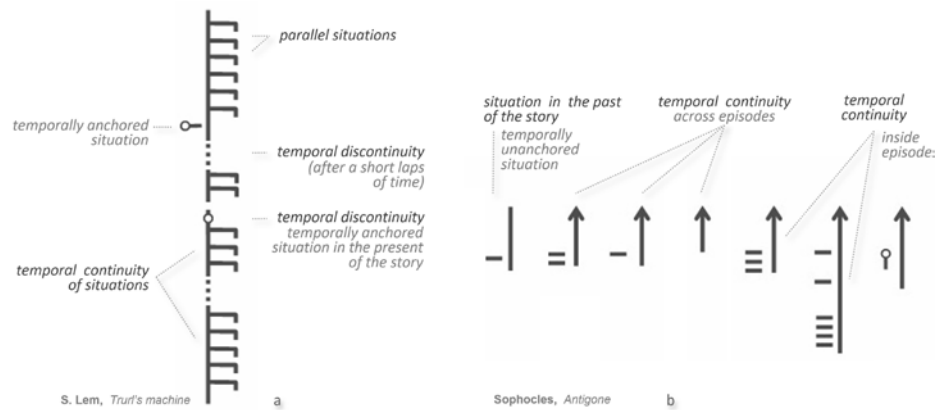 parallel situations
temporally anchored
situation
temporal discontinuity
(after a short laps
of time)
temporal discontinuity
temporally anchored
situation in the present
of the story
temporal continuity
of situations
S. Lem, Trurl's machine
a
situation in the past
of the story
temporally
unanchored
situation
temporal continuity
across episodes
temporal
continuity
inside
episode:
Sophocles, Antigone
b